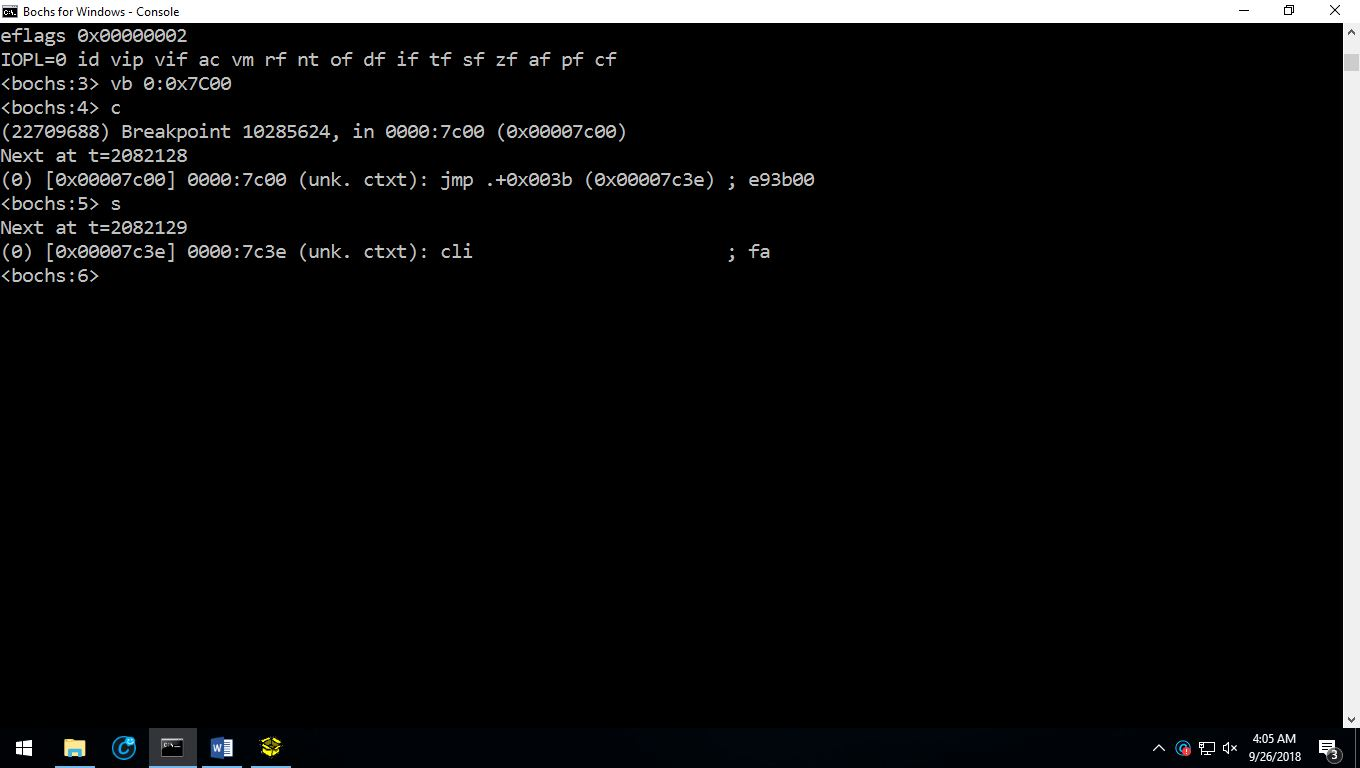 Bochs for Windows - Console
eflags 0x00000002
IOPL=0 id vip vif ac vm rf nt of df if tf sf zf af pf cf
<bochs:3> vb 0:0x7C00
<bochs:4> c
(22709688) Breakpoint 10285624, in 0000:7c00 (0x00007c00)
Next at t=2082128
(0) [0x00007c00] 0000:7c00 (unk. ctxt): jmp .+0x003b (0x00007c3e) ; e93b00
<bochs:5> s
Next at t=2082129
(0) [0x00007c3e] 0000:7c3e (unk. ctxt): cli ; fa
<bochs:6>
4:05 AM
9/26/2018
3